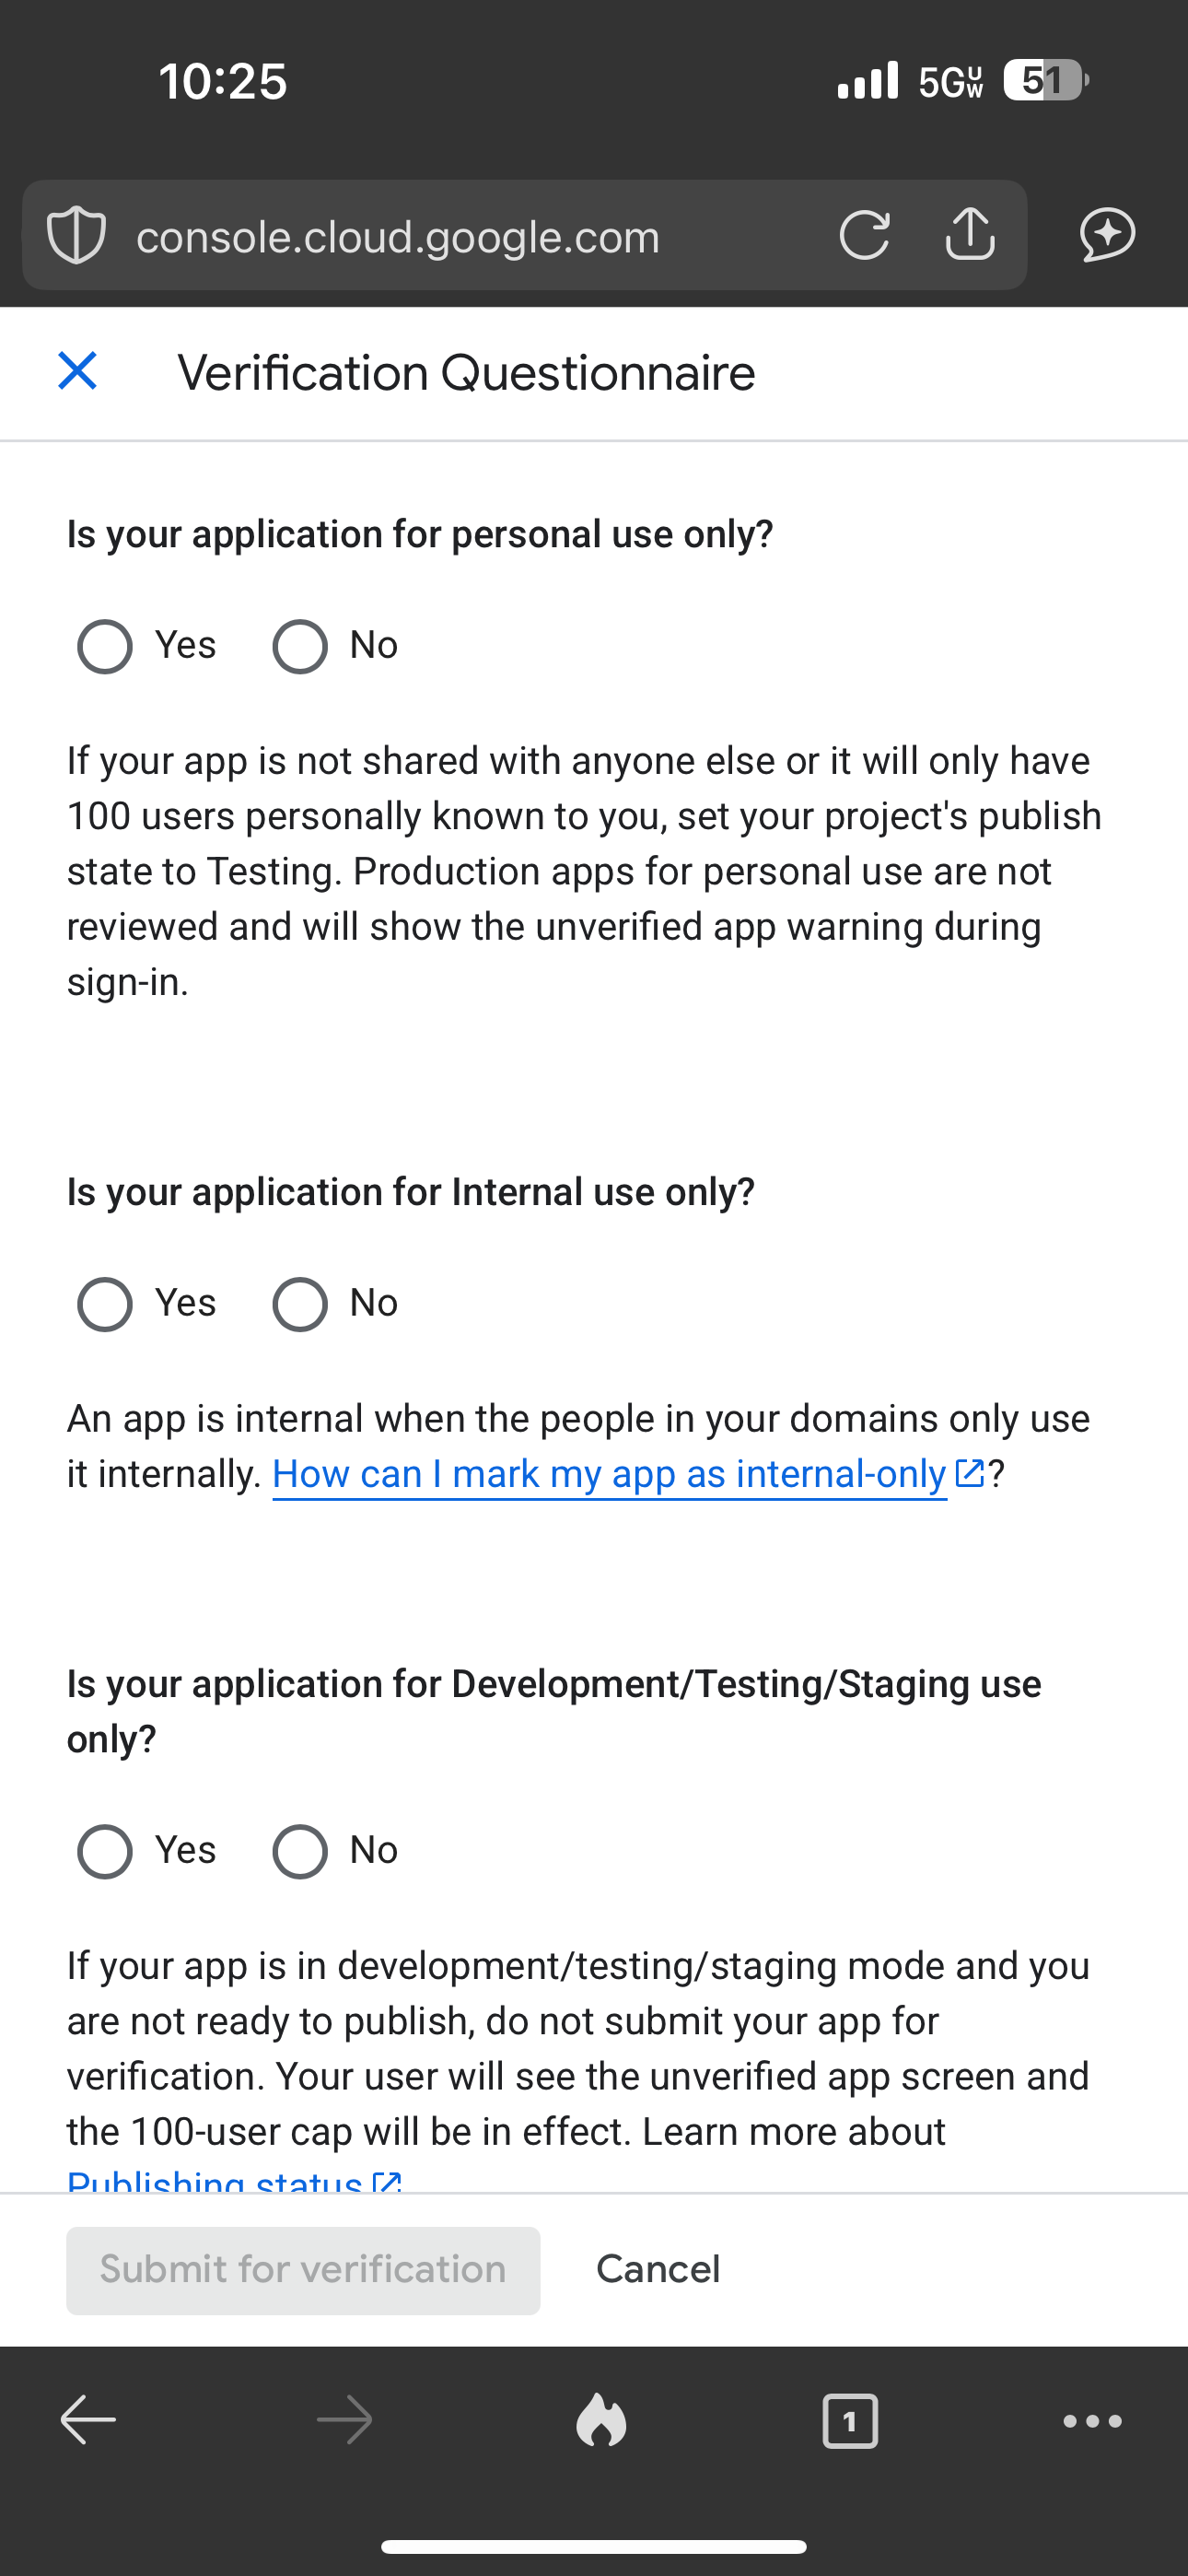 10:25
5GUW
51
console.cloud.google.com
Verification Questionnaire
Is your application for personal use only?
Yes No
If your app is not shared with anyone else or it will only have
100 users personally known to you, set your project's publish
state to Testing. Production apps for personal use are not
reviewed and will show the unverified app warning during
sign-in.
Is your application for Internal use only?
Yes No
An app is internal when the people in your domains only use
it internally. How can I mark my app as internal-only?
Is your application for Development/Testing/Staging use
only?
Yes No
If your app is in development/testing/staging mode and you
are not ready to publish, do not submit your app for
verification. Your user will see the unverified app screen and
the 100-user cap will be in effect. Learn more about
Publishing status
Submit for verification Cancel
1